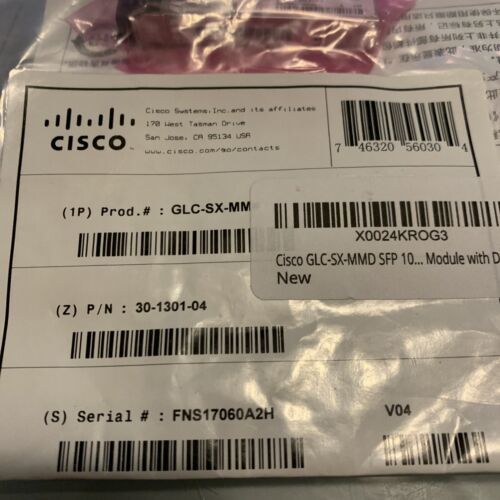 CISCO
Cisco Systems, Inc. and its affiliates
170 West Tasman Drive
San Jose, CA 95134 USA
www.cisco.com/go/contacts
7 46320 56030 4
(1P) Prod.# : GLC-SX-MM
X0024KROG3
Cisco GLC-SX-MMD SFP 10... Module with D
New
(Z) P/N : 30-1301-04
(S) Serial # : FNS17060A2H
V04